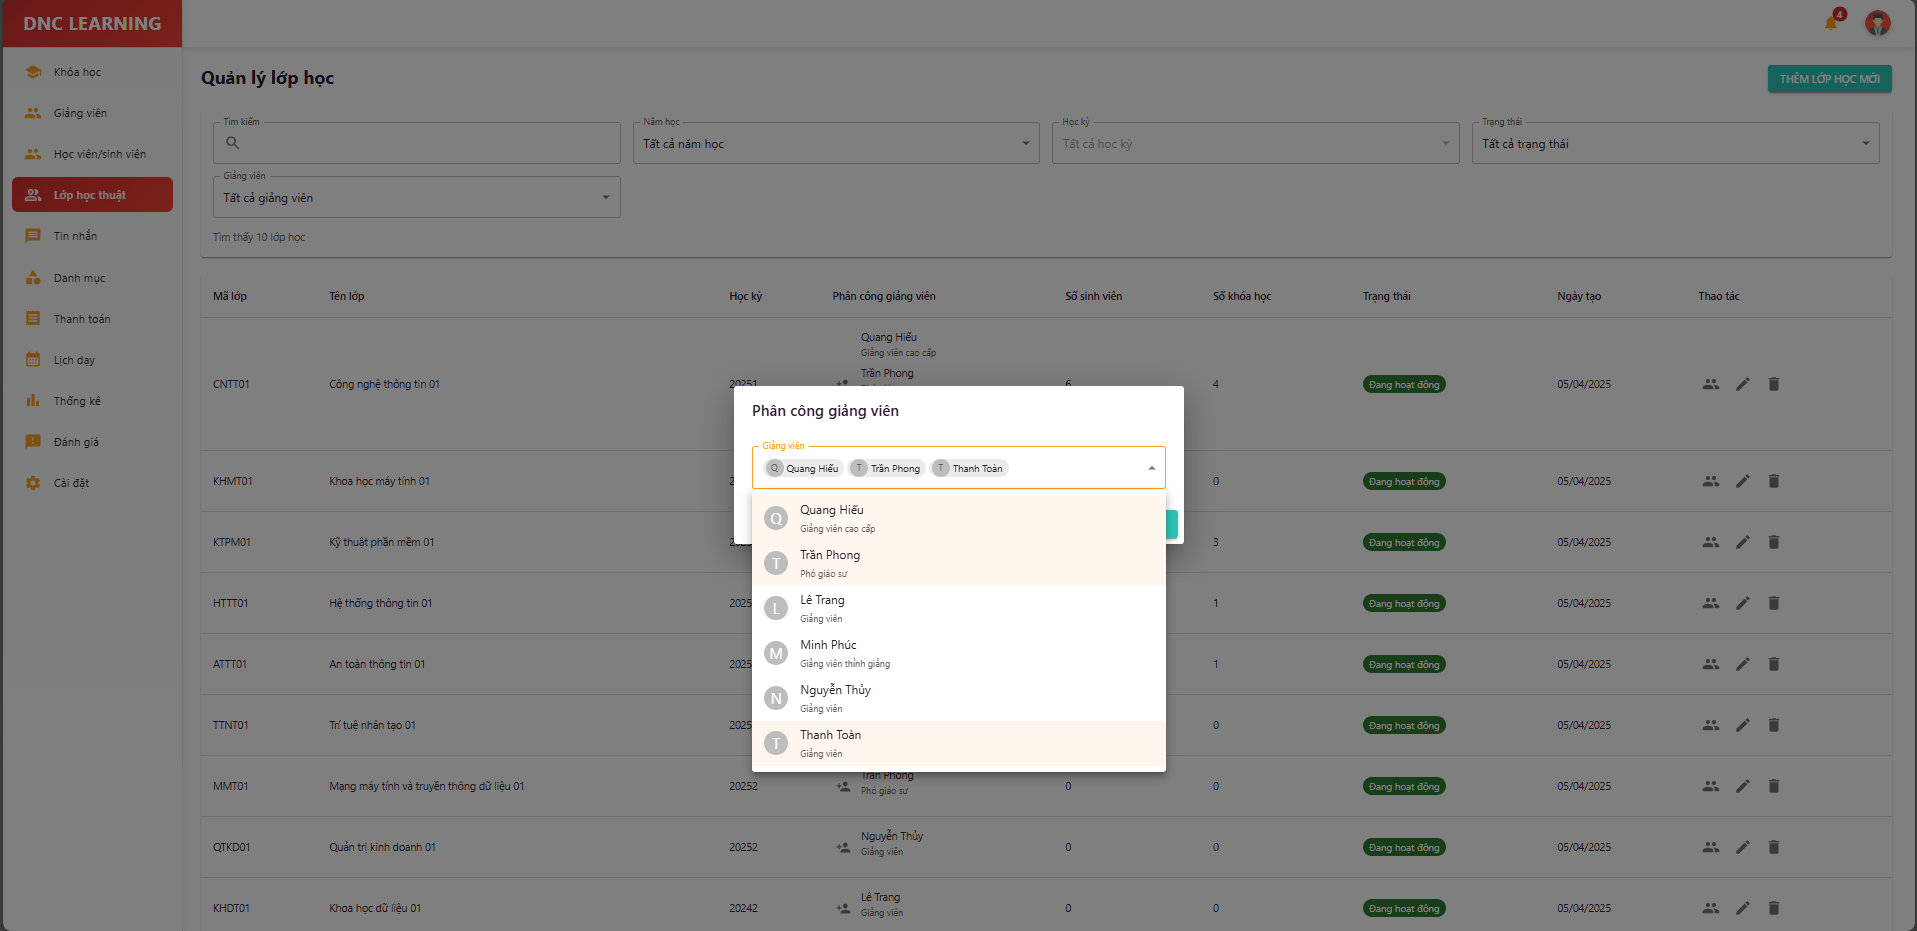 DNC LEARNING
4
Khóa học
Giảng viên
Học viên/sinh viên
Lớp học thuật
Tin nhắn
Danh mục
Thanh toán
Lịch dạy
Thống kê
Đánh giá
Cài đặt
Quản lý lớp học
THÊM LỚP HỌC MỚI
Tìm kiếm
Năm học
Tất cả năm học
Học kỳ
Tất cả học kỳ
Trạng thái
Tất cả trạng thái
Giảng viên
Tất cả giảng viên
Tìm thấy 10 lớp học
Mã lớp Tên lớp Học kỳ Phân công giảng viên Số sinh viên Số khóa học Trạng thái Ngày tạo Thao tác
Quang Hiếu
Giảng viên cao cấp
Trần Phong
CNTT01 Công nghệ thông tin 01 20251 6 4 Đang hoạt động 05/04/2025
KHMT01 Khoa học máy tính 01 0 Đang hoạt động 05/04/2025
KTPM01 Kỹ thuật phần mềm 01 3 Đang hoạt động 05/04/2025
HTTT01 Hệ thống thông tin 01 2025 1 Đang hoạt động 05/04/2025
ATTT01 An toàn thông tin 01 2025 1 Đang hoạt động 05/04/2025
TTNT01 Trí tuệ nhân tạo 01 2025 0 Đang hoạt động 05/04/2025
Trần Phong
Phó giáo sư
MMT01 Mạng máy tính và truyền thông dữ liệu 01 20252 0 0 Đang hoạt động 05/04/2025
Nguyễn Thủy
Giảng viên
QTKD01 Quản trị kinh doanh 01 20252 0 0 Đang hoạt động 05/04/2025
Lê Trang
Giảng viên
KHDT01 Khoa học dữ liệu 01 20242 0 0 Đang hoạt động 05/04/2025
Phân công giảng viên
Giảng viên
Q Quang Hiếu T Trần Phong T Thanh Toàn
Q Quang Hiếu
Giảng viên cao cấp
T Trần Phong
Phó giáo sư
L Lê Trang
Giảng viên
M Minh Phúc
Giảng viên thỉnh giảng
N Nguyễn Thủy
Giảng viên
T Thanh Toàn
Giảng viên